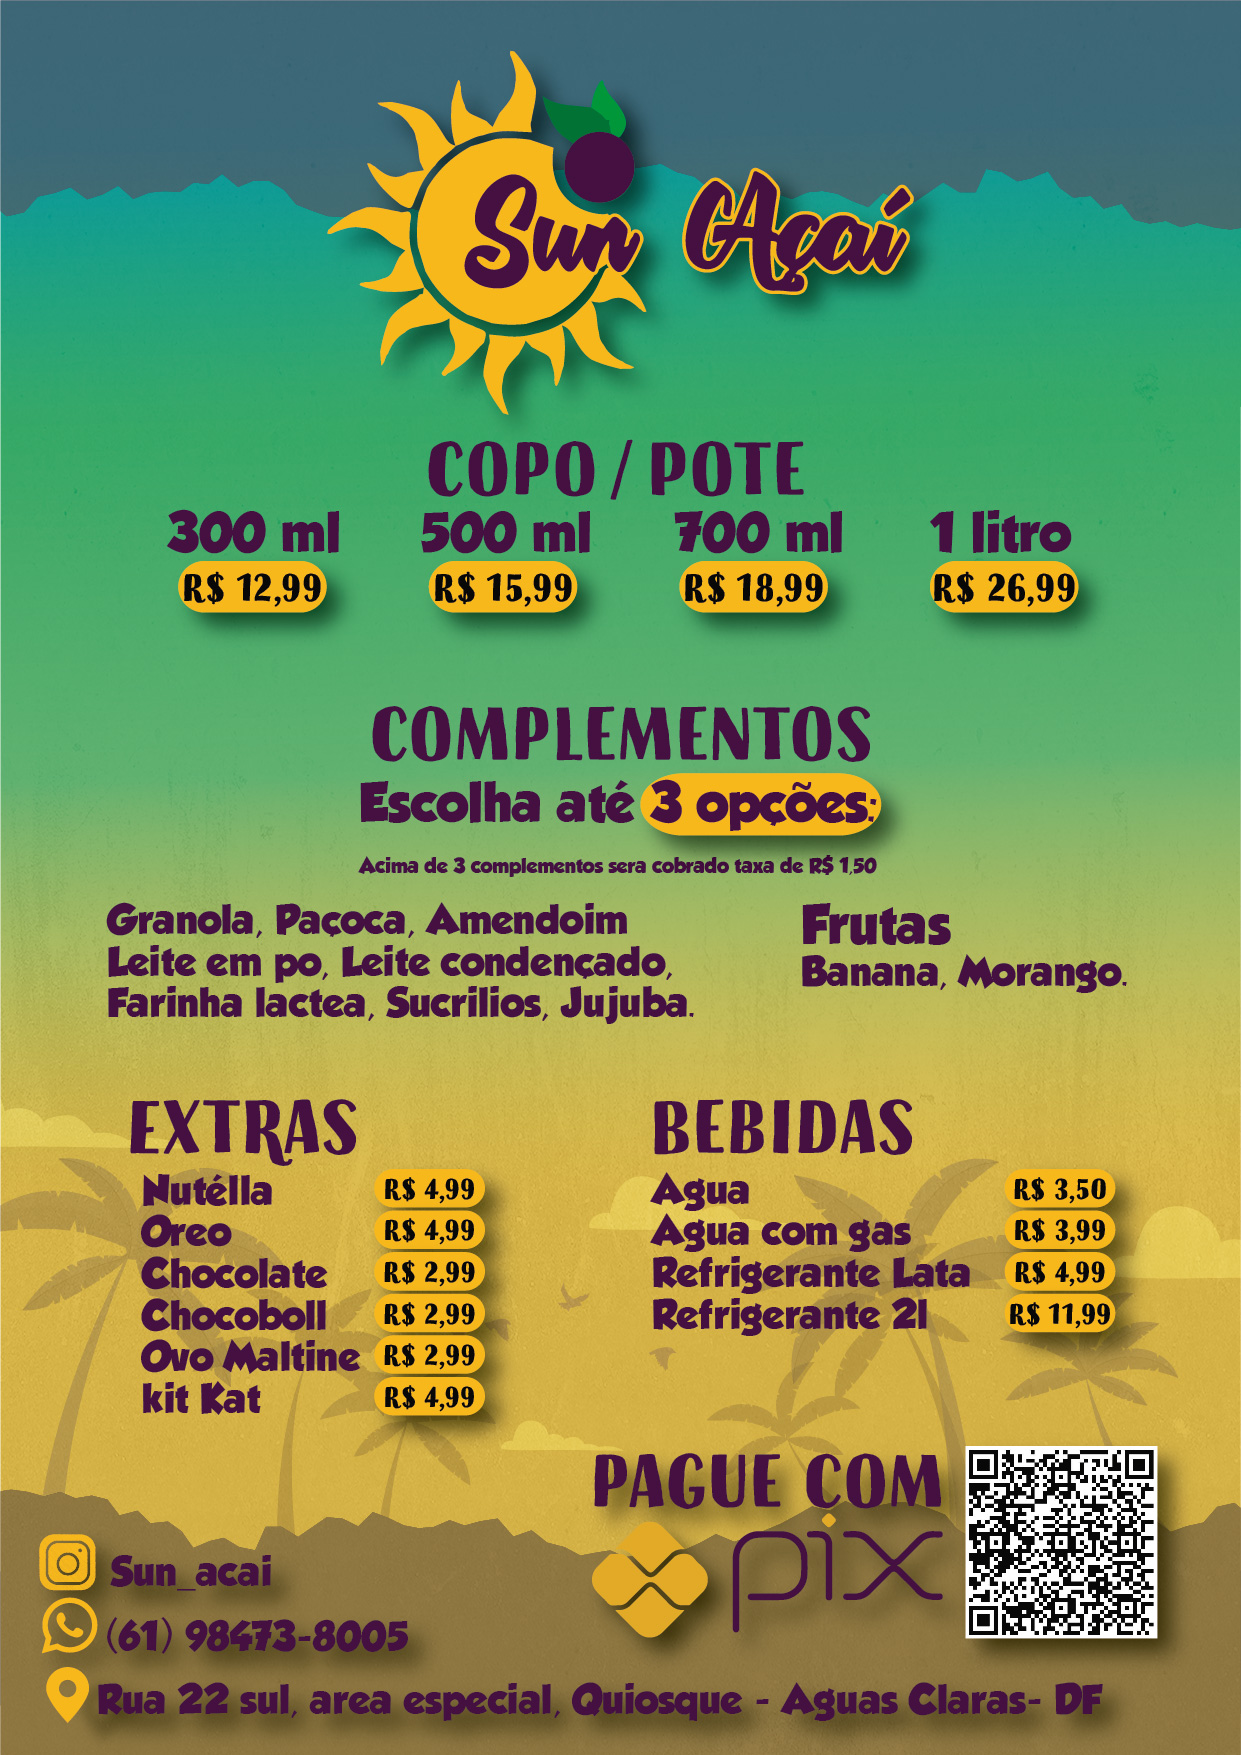 Sun Açaí
COPO / POTE
300 ml 500 ml 700 ml 1 litro
R$ 12,99 R$ 15,99 R$ 18,99 R$ 26,99
COMPLEMENTOS
Escolha até 3 opções:
Acima de 3 complementos sera cobrado taxa de R$ 1,50
Granola, Paçoca, Amendoim
Leite em po, Leite condençado,
Farinha lactea, Sucrilios, Jujuba.
Frutas
Banana, Morango.
EXTRAS
Nutélla R$ 4,99
Oreo R$ 4,99
Chocolate R$ 2,99
Chocoboll R$ 2,99
Ovo Maltine R$ 2,99
kit Kat R$ 4,99
BEBIDAS
Agua R$ 3,50
Agua com gas R$ 3,99
Refrigerante Lata R$ 4,99
Refrigerante 2l R$ 11,99
PAGUE COM
pix
Sun_acai
(61) 98473-8005
Rua 22 sul, area especial, Quiosque - Aguas Claras- DF